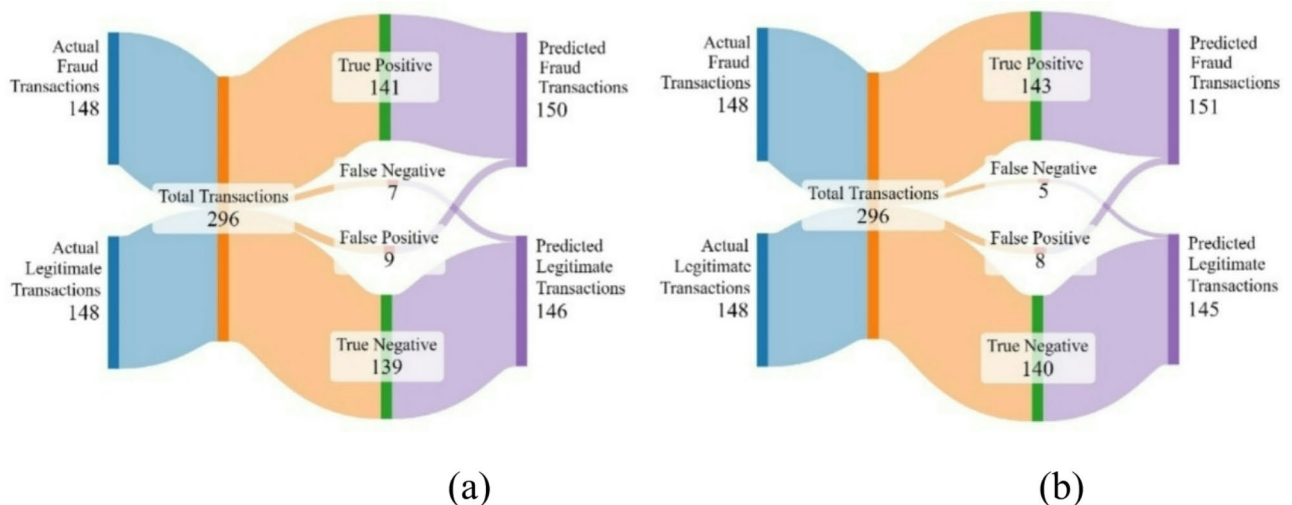 Actual
Fraud
Transactions
148
Actual
Legitimate
Transactions
148
Total Transactions
296
True Positive
141
False Negative
7
False Positive
9
True Negative
139
Predicted
Fraud
Transactions
150
Predicted
Legitimate
Transactions
146
(a)
Actual
Fraud
Transactions
148
Actual
Legitimate
Transactions
148
Total Transactions
296
True Positive
143
False Negative
5
False Positive
8
True Negative
140
Predicted
Fraud
Transactions
151
Predicted
Legitimate
Transactions
145
(b)